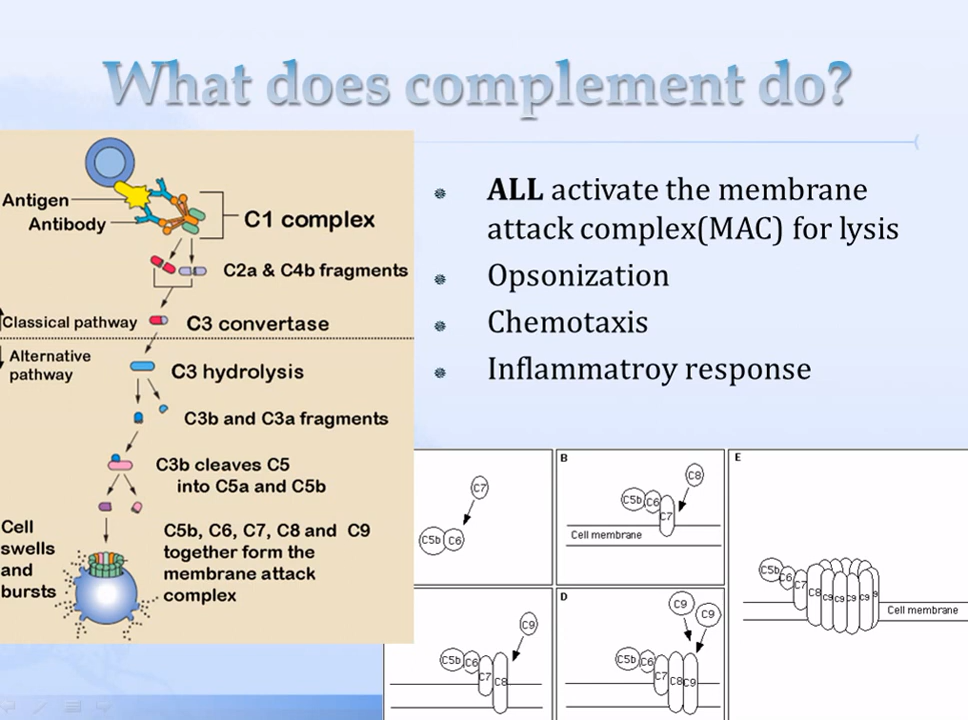 What does complement do?
Antigen
Antibody
C1 complex
C2a & C4b fragments
Classical pathway
C3 convertase
Alternative
pathway
C3 hydrolysis
C3b and C3a fragments
C3b cleaves C5
into C5a and C5b
Cell
swells
and
bursts
C5b, C6, C7, C8 and C9
together form the
membrane attack
complex
ALL activate the membrane
attack complex(MAC) for lysis
Opsonization
Chemotaxis
Inflammatroy response
C7
C5b C6
B
C8
C5b C6 C7
Cell membrane
C9
C5b C6 C7 C8
D
C9 C9
C5b C6 C7 C8 C9
E
C5b C6 C7 C8 C9 C9 C9 C9 9
Cell membrane